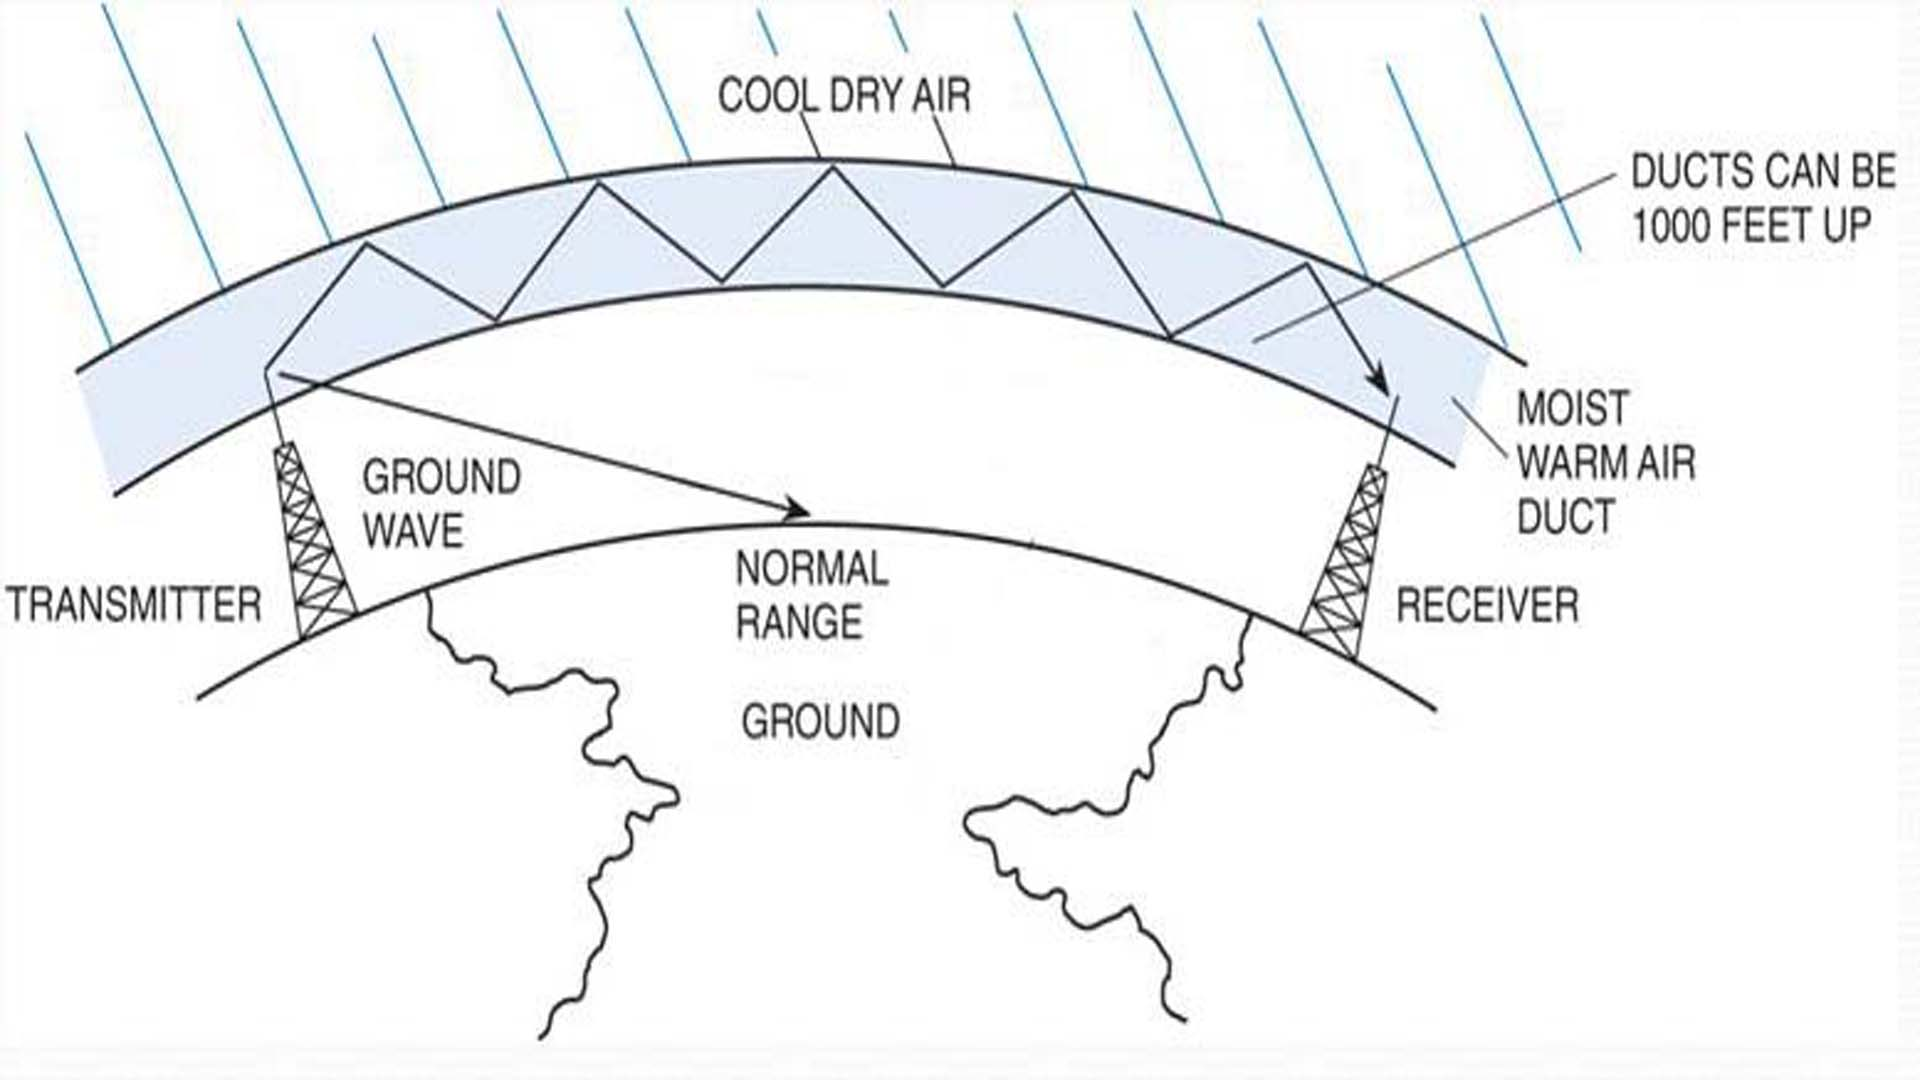 COOL DRY AIR
DUCTS CAN BE
1000 FEET UP
MOIST
WARM AIR
DUCT
GROUND
WAVE
NORMAL
RANGE
TRANSMITTER
RECEIVER
GROUND